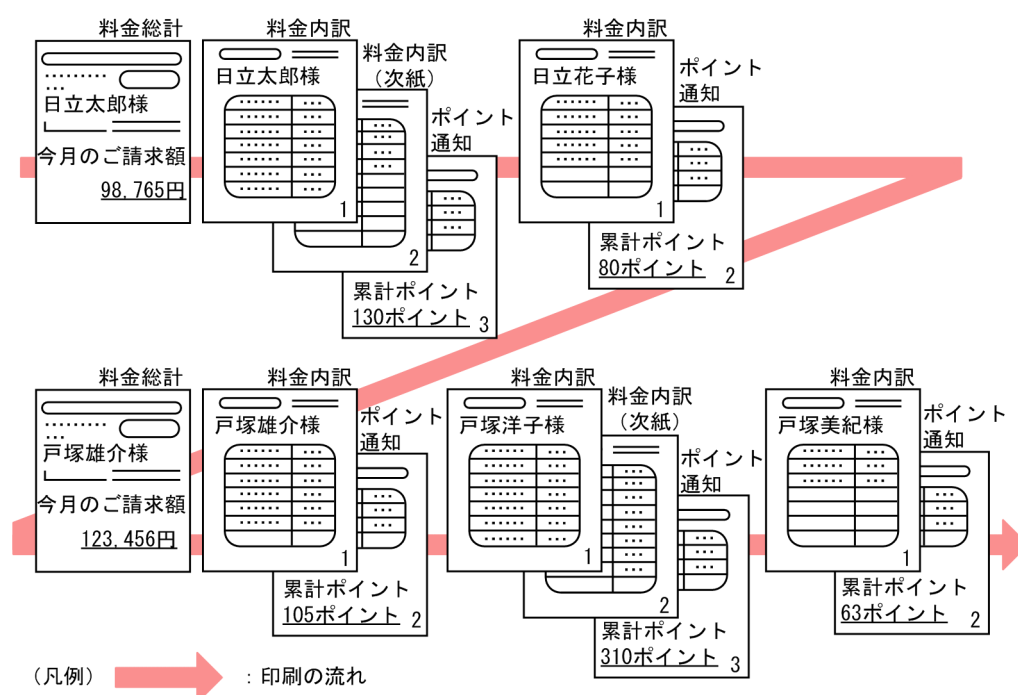 料金総計
日立太郎様
今月のご請求額
98,765円
料金内訳
日立太郎様
1
料金内訳
(次紙)
2
ポイント
通知
累計ポイント
130ポイント 3
料金内訳
日立花子様
1
ポイント
通知
累計ポイント
80ポイント 2
料金総計
戸塚雄介様
今月のご請求額
123,456円
料金内訳
戸塚雄介様
1
ポイント
通知
累計ポイント
105ポイント 2
料金内訳
戸塚洋子様
1
料金内訳
(次紙)
2
ポイント
通知
累計ポイント
310ポイント 3
料金内訳
戸塚美紀様
1
ポイント
通知
累計ポイント
63ポイント 2
(凡例) :印刷の流れ